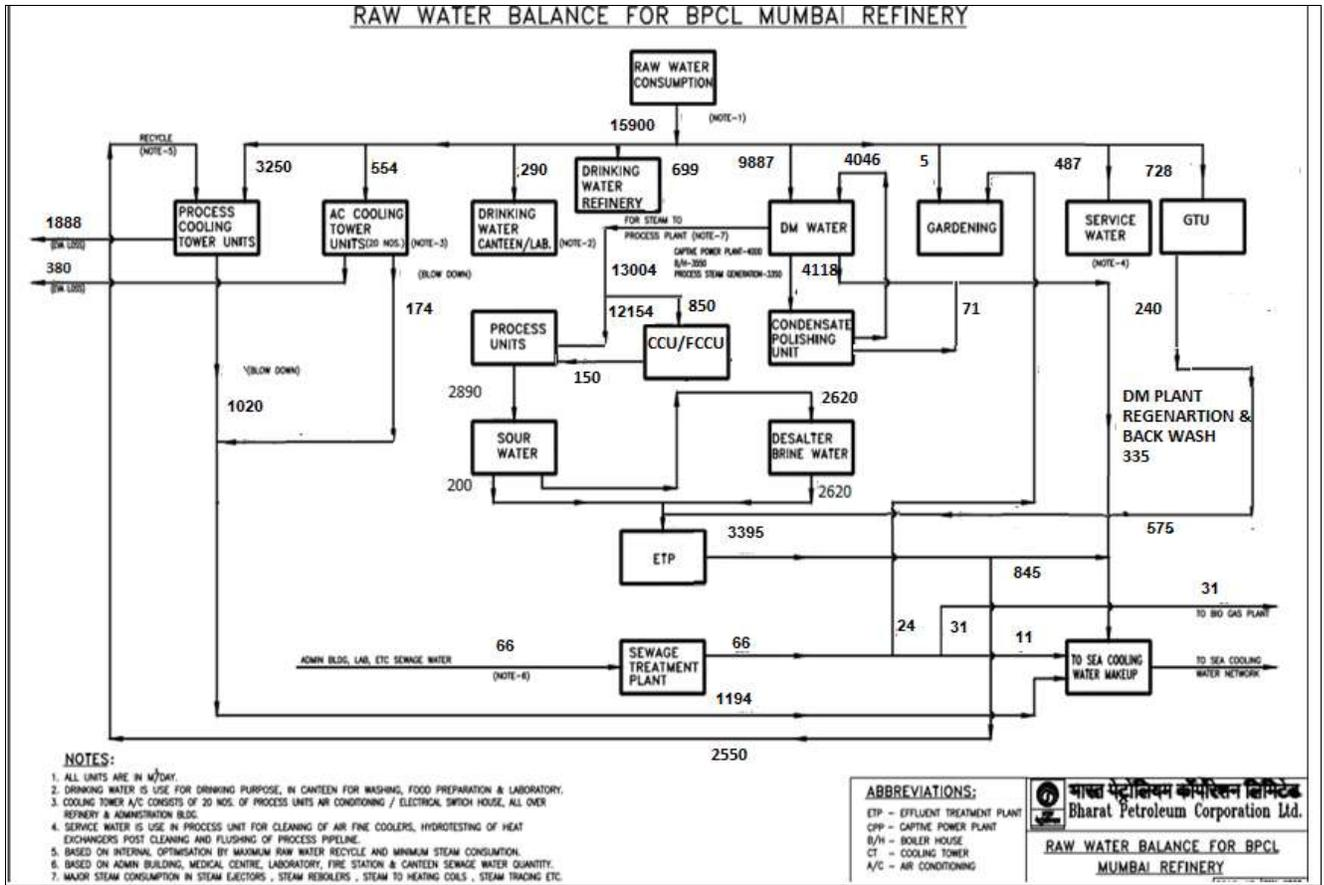 RAW WATER BALANCE FOR BPCL MUMBAI REFINERY
RAW WATER
CONSUMPTION
(NOTE-1)
15900
RECYCLE
(NOTE-5)
3250
554
290
699
9887
4046
5
487
728
PROCESS
COOLING
TOWER UNITS
AC COOLING
TOWER
UNITS(20 NOS.)
(NOTE-3)
DRINKING
WATER
CANTEEN/LAB.
(NOTE-2)
DRINKING
WATER
REFINERY
FOR STEAM TO
PROCESS PLANT (NOTE-7)
DM WATER
GARDENING
SERVICE
WATER
(NOTE-4)
GTU
1888
(EVA LOSS)
380
(EVA LOSS)
(BLOW DOWN)
CAPTIVE POWER PLANT-4000
B/H-3550
PROCESS STEAM GENERATION-3350
13004
4118
174
12154
850
71
240
PROCESS
UNITS
CCU/FCCU
CONDENSATE
POLISHING
UNIT
150
(BLOW DOWN)
1020
2890
2620
DM PLANT
REGENARTION &
BACK WASH
335
SOUR
WATER
DESALTER
BRINE WATER
200
2620
575
3395
ETP
845
31
TO BIO GAS PLANT
24
31
11
66
66
ADMIN BLDG, LAB, ETC SEWAGE WATER
(NOTE-6)
SEWAGE
TREATMENT
PLANT
TO SEA COOLING
WATER MAKEUP
TO SEA COOLING
WATER NETWORK
1194
2550
NOTES:
1. ALL UNITS ARE IN M³/DAY.
2. DRINKING WATER IS USE FOR DRINKING PURPOSE, IN CANTEEN FOR WASHING, FOOD PREPARATION & LABORATORY.
3. COOLING TOWER A/C CONSISTS OF 20 NOS. OF PROCESS UNITS AIR CONDITIONING / ELECTRICAL SWTICH HOUSE, ALL OVER
REFINERY & ADMINISTRATION BLDG.
4. SERVICE WATER IS USE IN PROCESS UNIT FOR CLEANING OF AIR FINE COOLERS, HYDROTESTING OF HEAT
EXCHANGERS POST CLEANING AND FLUSHING OF PROCESS PIPELINE.
5. BASED ON INTERNAL OPTIMISATION BY MAXIMUM RAW WATER RECYCLE AND MINIMUM STEAM CONSUMTION.
6. BASED ON ADMIN BUILDING, MEDICAL CENTRE, LABORATORY, FIRE STATION & CANTEEN SEWAGE WATER QUANTITY.
7. MAJOR STEAM CONSUMPTION IN STEAM EJECTORS , STEAM REBOILERS , STEAM TO HEATING COILS , STEAM TRACING ETC.
ABBREVIATIONS:
ETP - EFFLUENT TREATMENT PLANT
CPP - CAPTIVE POWER PLANT
B/H - BOILER HOUSE
CT - COOLING TOWER
A/C - AIR CONDITIONING
भारत पेट्रोलियम कॉर्पोरेशन लिमिटेड
Bharat Petroleum Corporation Ltd.
RAW WATER BALANCE FOR BPCL
MUMBAI REFINERY